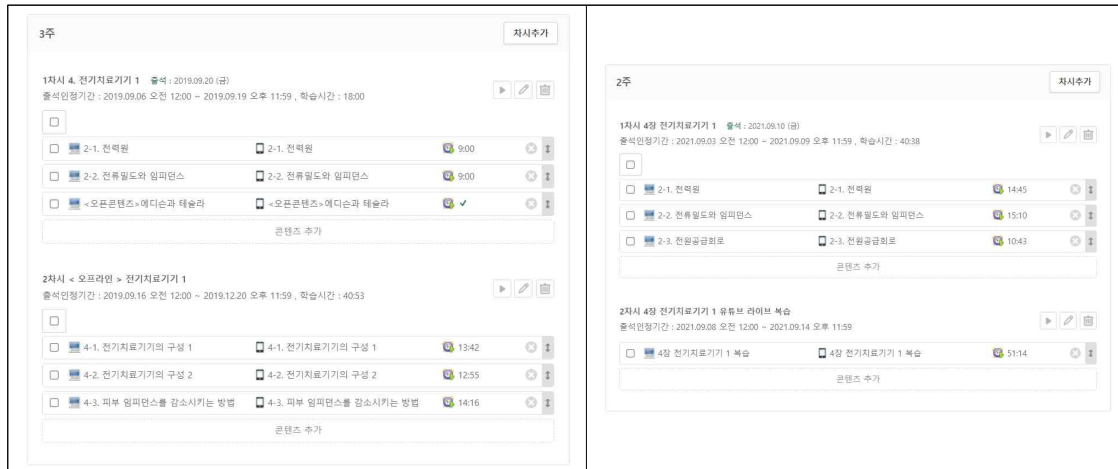 3주
차시추가
1차시 4. 전기치료기기 1 출석 : 2019.09.20 (금)
출석인정기간 : 2019.09.06 오전 12:00 ~ 2019.09.19 오후 11:59 , 학습시간 : 18:00
2-1. 전력원 2-1. 전력원 9:00
2-2. 전류밀도와 임피던스 2-2. 전류밀도와 임피던스 9:00
<오픈콘텐츠>에디슨과 테슬라 <오픈콘텐츠>에디슨과 테슬라
콘텐츠 추가
2차시 < 오프라인 > 전기치료기기 1
출석인정기간 : 2019.09.16 오전 12:00 ~ 2019.12.20 오후 11:59 , 학습시간 : 40:53
4-1. 전기치료기기의 구성 1 4-1. 전기치료기기의 구성 1 13:42
4-2. 전기치료기기의 구성 2 4-2. 전기치료기기의 구성 2 12:55
4-3. 피부 임피던스를 감소시키는 방법 4-3. 피부 임피던스를 감소시키는 방법 14:16
콘텐츠 추가
2주
차시추가
1차시 4장 전기치료기기 1 출석 : 2021.09.10 (금)
출석인정기간 : 2021.09.03 오전 12:00 ~ 2021.09.09 오후 11:59 , 학습시간 : 40:38
2-1. 전력원 2-1. 전력원 14:45
2-2. 전류밀도와 임피던스 2-2. 전류밀도와 임피던스 15:10
2-3. 전원공급회로 2-3. 전원공급회로 10:43
콘텐츠 추가
2차시 4장 전기치료기기 1 유튜브 라이브 복습
출석인정기간 : 2021.09.08 오전 12:00 ~ 2021.09.14 오후 11:59
4장 전기치료기기 1 복습 4장 전기치료기기 1 복습 51:14
콘텐츠 추가